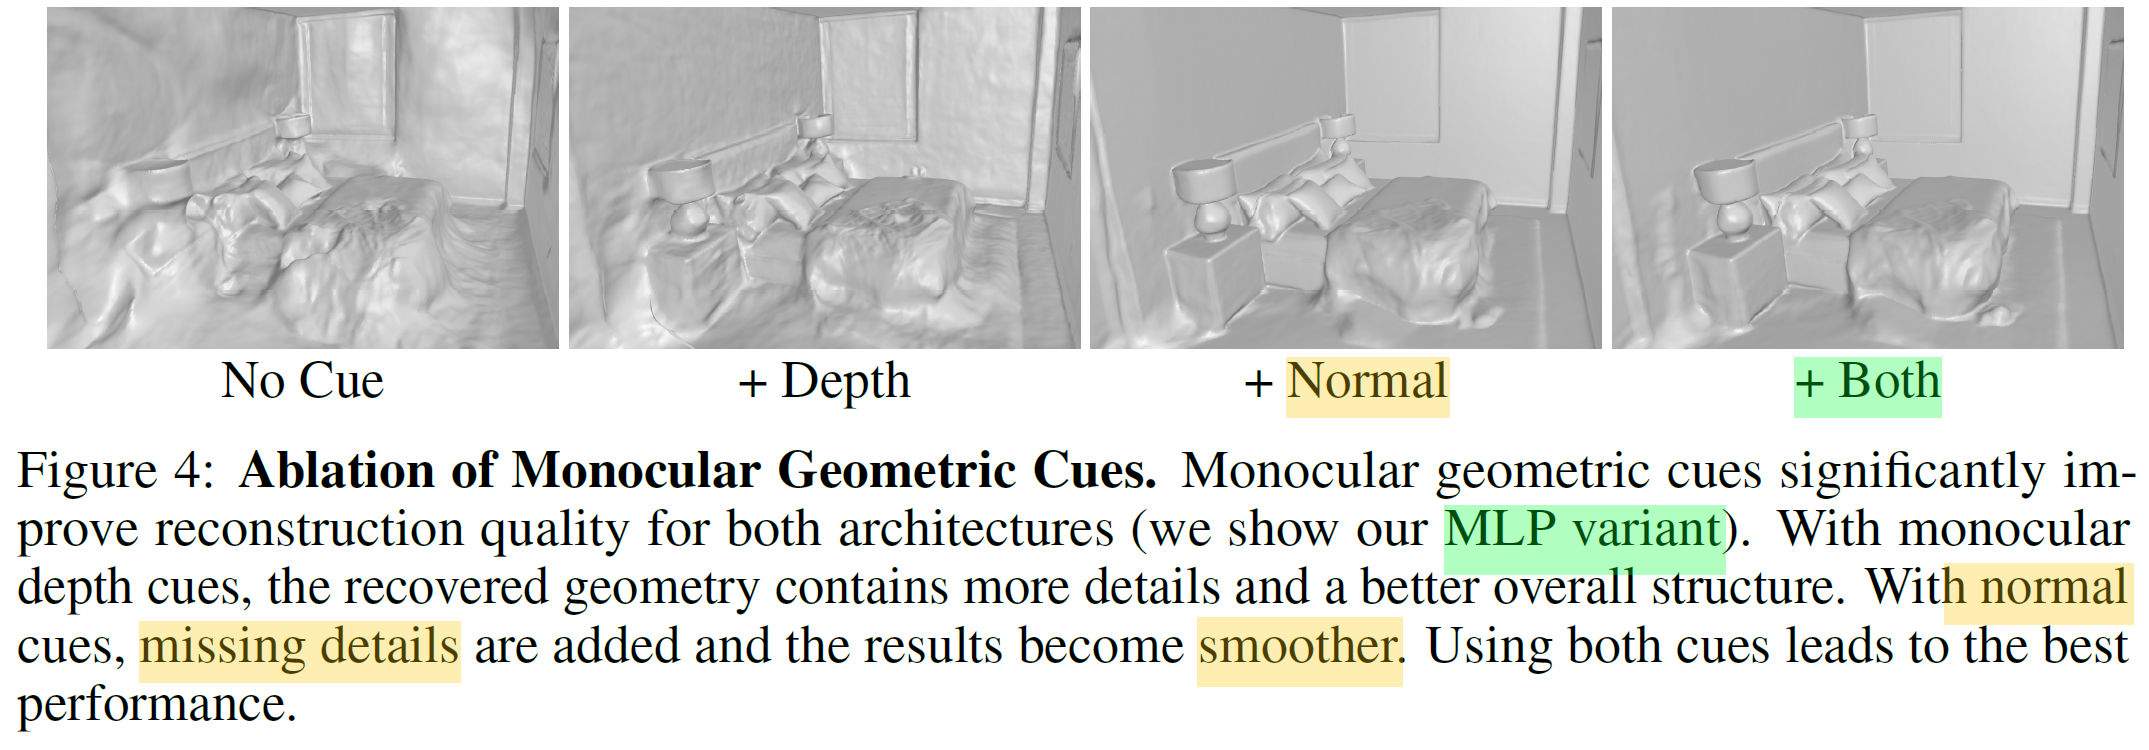 No Cue + Depth + Normal + Both
Figure 4: Ablation of Monocular Geometric Cues. Monocular geometric cues significantly im-
prove reconstruction quality for both architectures (we show our MLP variant). With monocular
depth cues, the recovered geometry contains more details and a better overall structure. With normal
cues, missing details are added and the results become smoother. Using both cues leads to the best
performance.